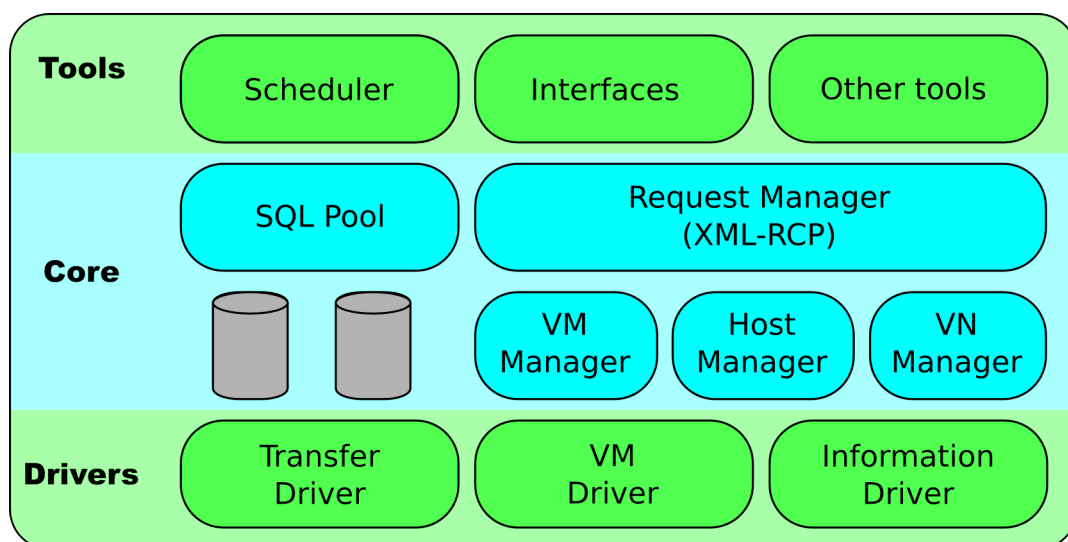 Tools
Scheduler
Interfaces
Other tools
Core
SQL Pool
Request Manager
(XML-RCP)
VM
Manager
Host
Manager
VN
Manager
Drivers
Transfer
Driver
VM
Driver
Information
Driver